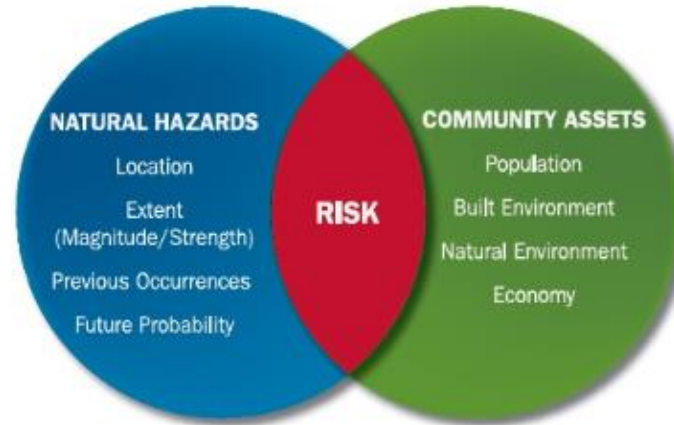 NATURAL HAZARDS
Location
Extent
(Magnitude/Strength)
Previous Occurrences
Future Probability
RISK
COMMUNITY ASSETS
Population
Built Environment
Natural Environment
Economy